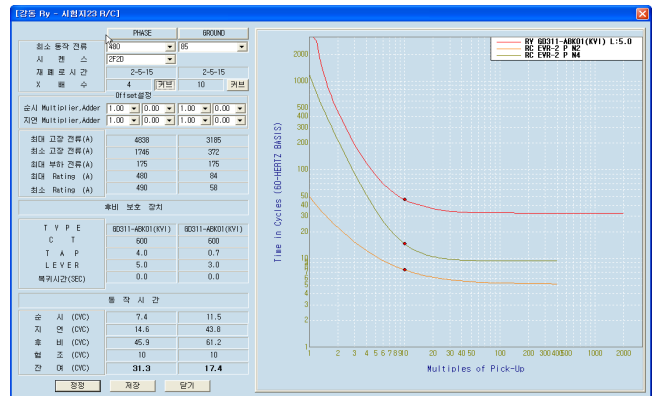 [강동 Ry - 시험지23 R/C]
PHASE GROUND
최소 동작 전류 480 85
시 켄 스 2F2D
재 폐 로 시 간 2-5-15 2-5-15
X 배 수 4 커브 10 커브
Offset설정
순시 Multiplier,Adder 1.00 0.00 1.00 0.00
지연 Multiplier,Adder 1.00 0.00 1.00 0.00
최대 고장 전류(A) 4838 3185
최소 고장 전류(A) 1746 372
최대 부하 전류(A) 175 175
최대 Rating (A) 480 84
최소 Rating (A) 490 58
후비 보호 장치
T Y P E GD311-ABK01(KVI) GD311-ABK01(KVI)
C T 600 600
T A P 4.0 0.7
L E V E R 5.0 3.0
복귀시간(SEC) 0.0 0.0
동 작 시 간
순 시 (CYC) 7.4 11.5
지 연 (CYC) 14.6 43.8
후 비 (CYC) 45.9 61.2
협 조 (CYC) 10 10
잔 여 (CYC) 31.3 17.4
정정 저장 닫기
RY GD311-ABK01(KVI) L:5.0
RC EVR-2 P N2
RC EVR-2 P N4
Time in Cycles (60-HERTZ BASIS)
2000
1000
500
400
300
200
100
50
40
30
20
10
9
8
7
6
5
4
3
2
1
1 2 3 4 5 6 7 8 9 10 20 30 40 50 100 200 300 400 500 1000 2000
Multiples of Pick-Up